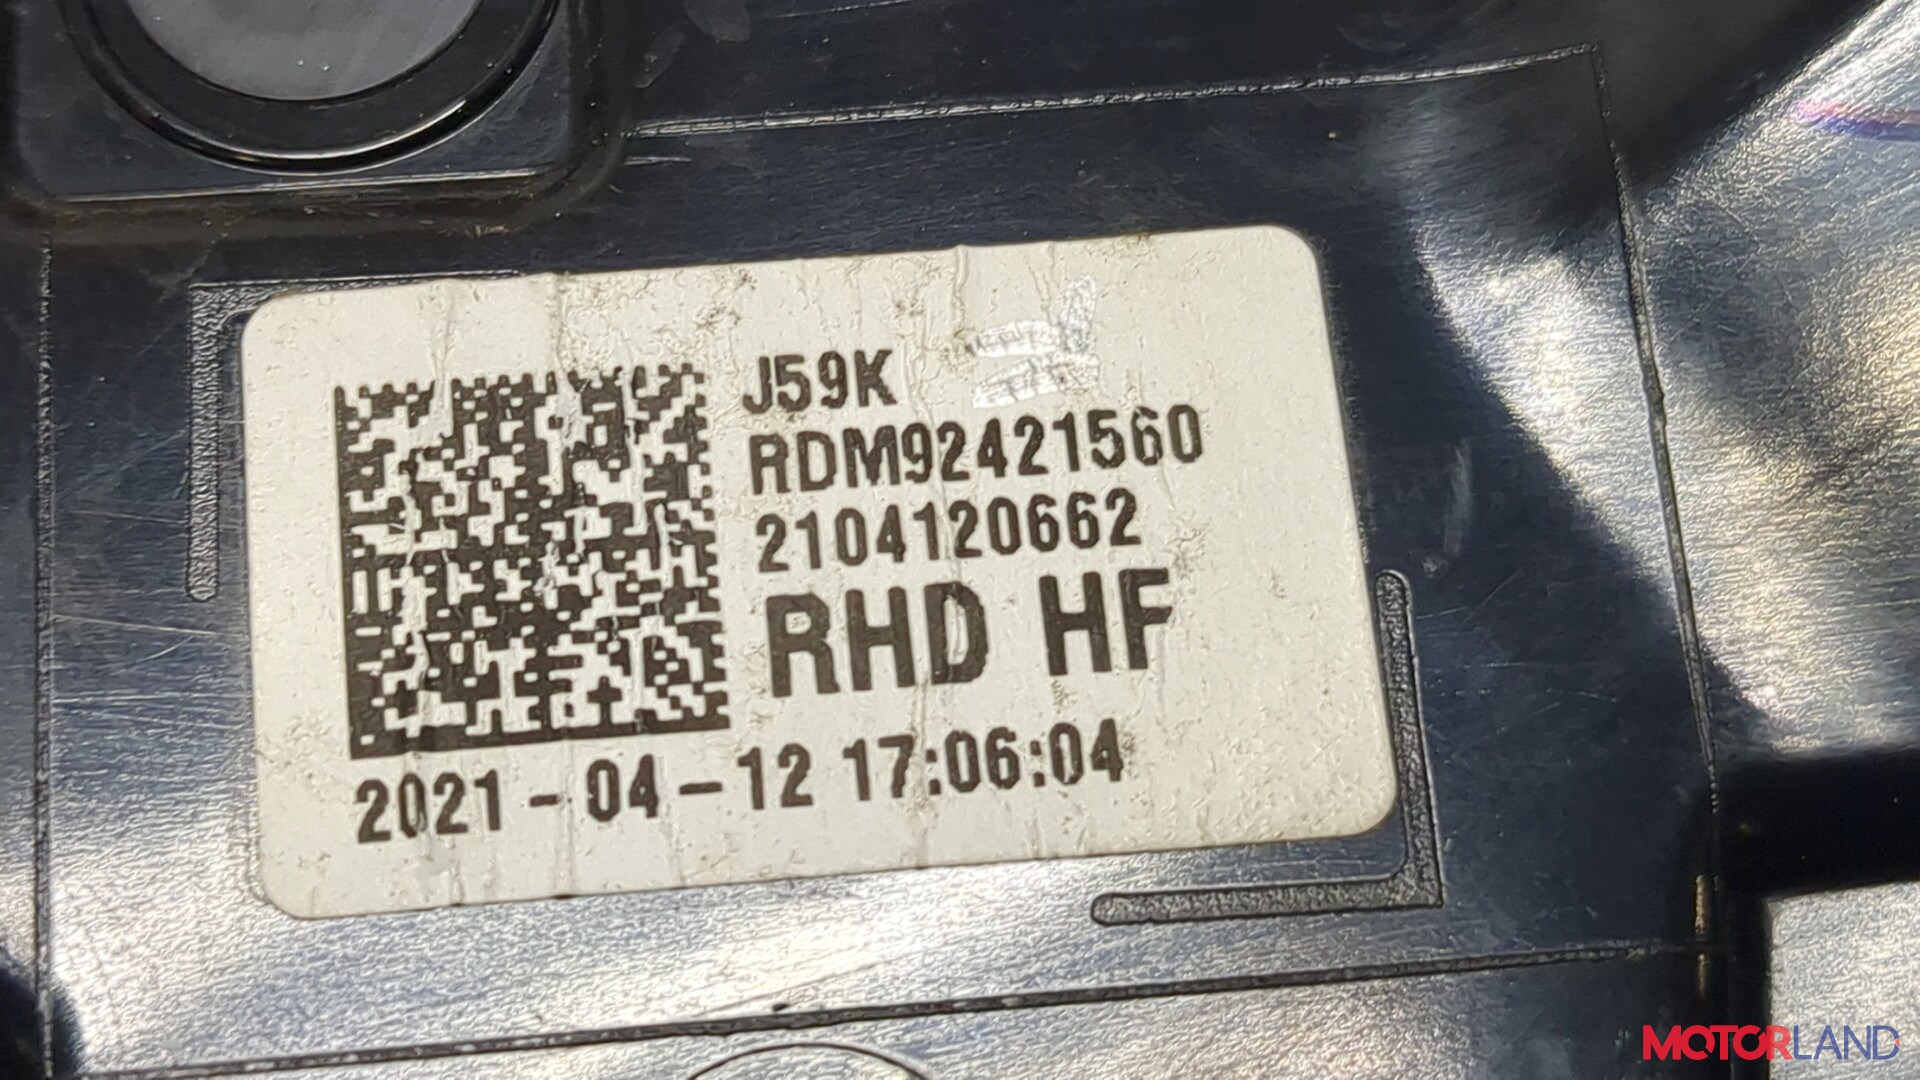 J59K
RDM92421560
2104120662
RHD HF
2021-04-12 17:06:04
MOTORLAND